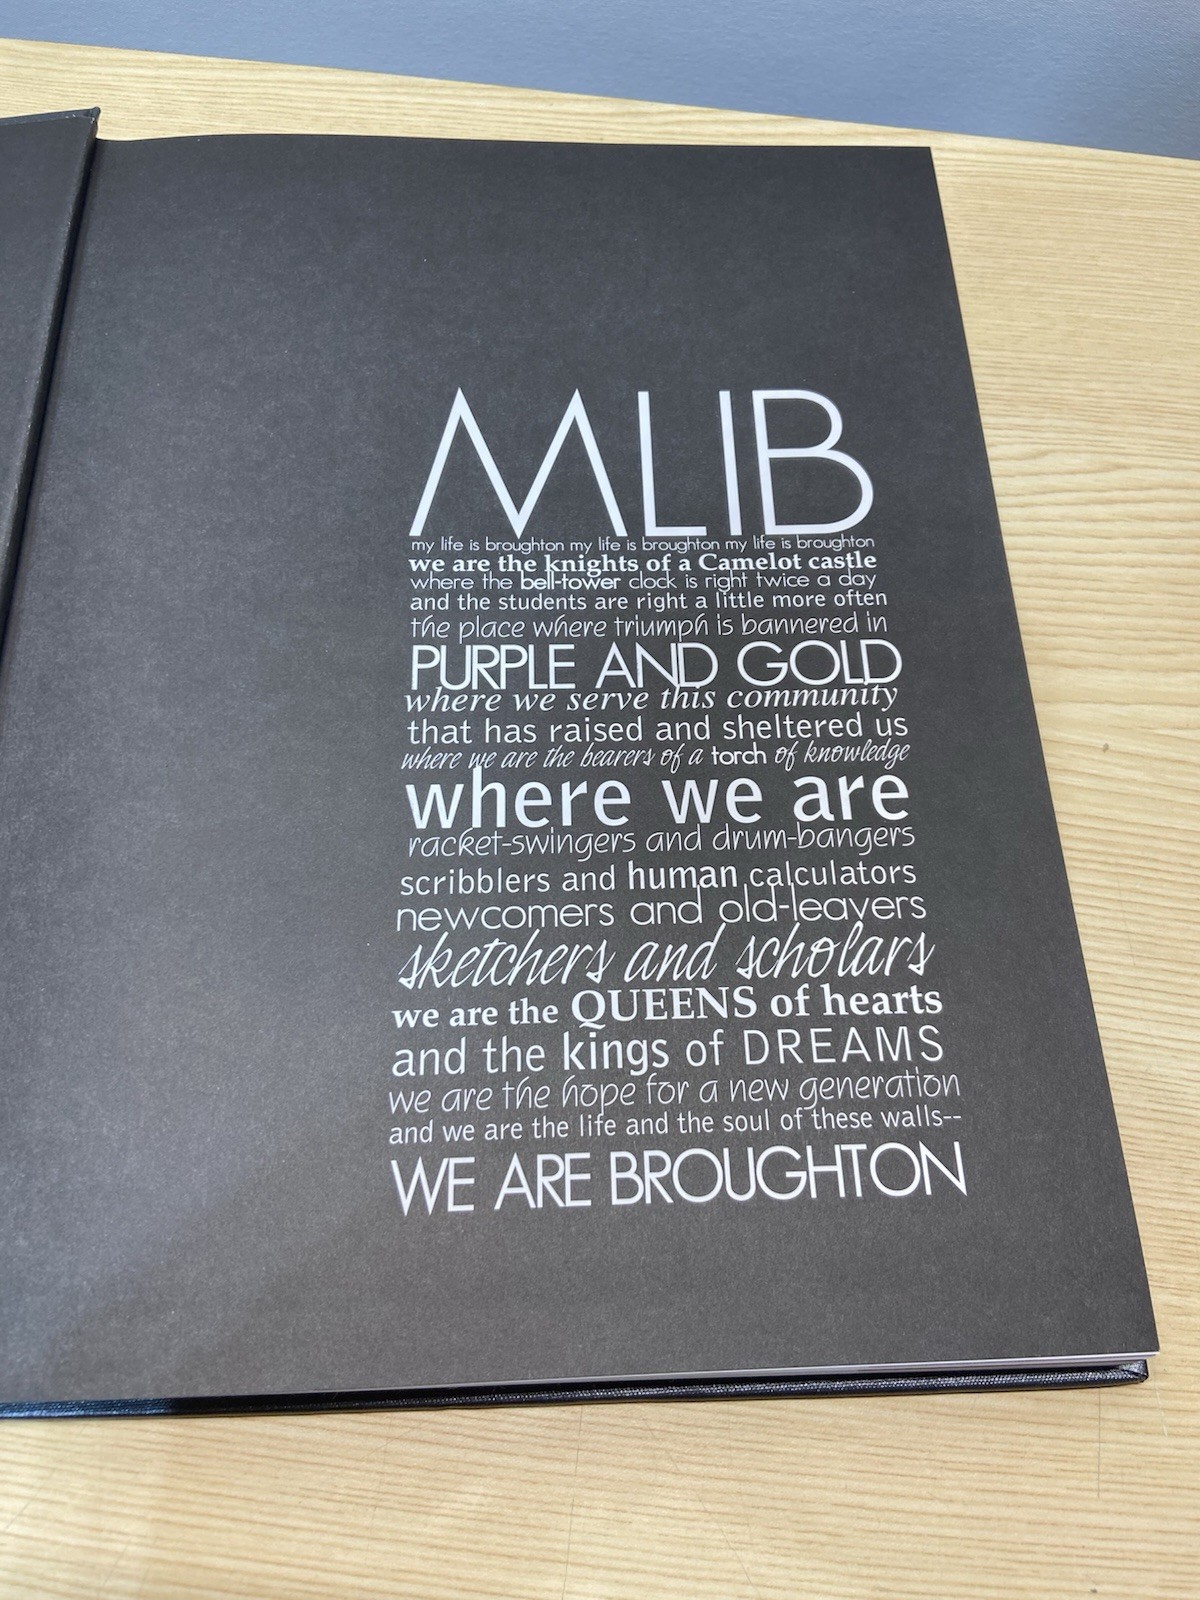 MLIB
my life is broughton my life is broughton my life is broughton
we are the knights of a Camelot castle
where the bell-tower clock is right twice a day
and the students are right a little more often
the place where triumph is bannered in
PURPLE AND GOLD
where we serve this community
that has raised and sheltered us
where we are the bearers of a torch of knowledge
where we are
racket-swingers and drum-bangers
scribblers and human calculators
newcomers and old-leavers
sketchers and scholars
we are the QUEENS of hearts
and the kings of DREAMS
we are the hope for a new generation
and we are the life and the soul of these walls--
WE ARE BROUGHTON